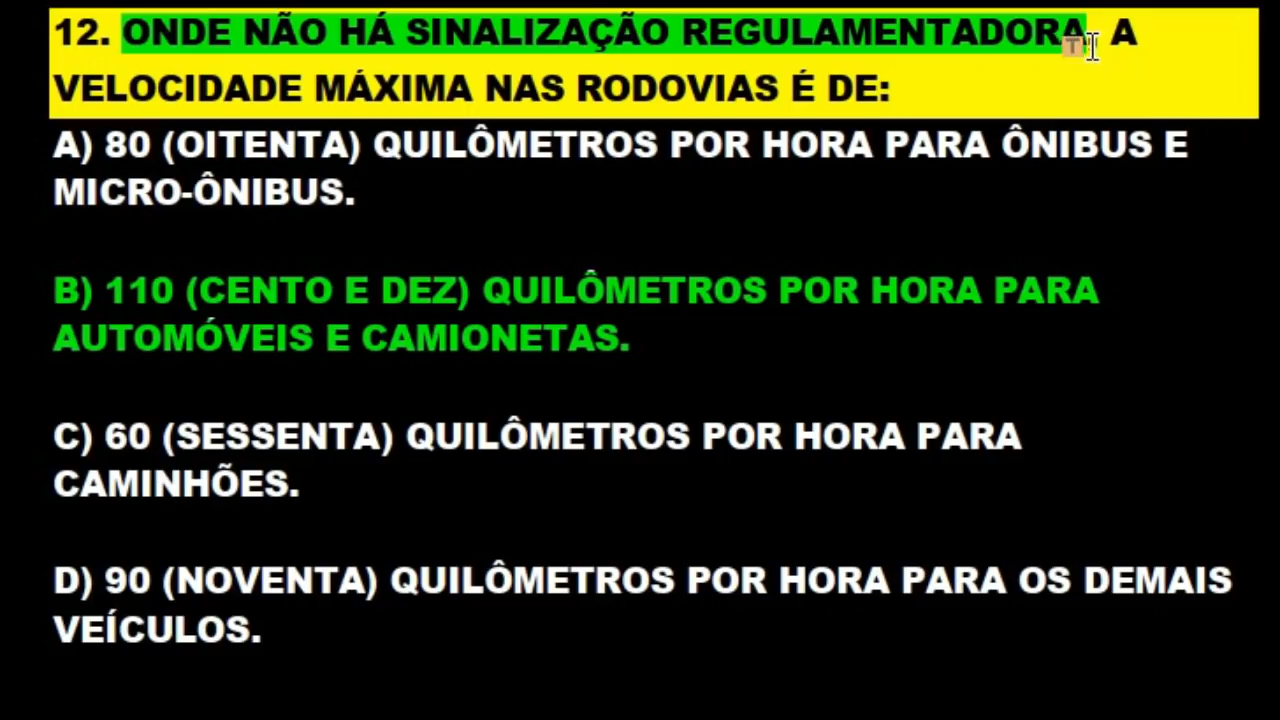 12. ONDE NÃO HÁ SINALIZAÇÃO REGULAMENTADORA, A
VELOCIDADE MÁXIMA NAS RODOVIAS É DE:
A) 80 (OITENTA) QUILÔMETROS POR HORA PARA ÔNIBUS E
MICRO-ÔNIBUS.
B) 110 (CENTO E DEZ) QUILÔMETROS POR HORA PARA
AUTOMÓVEIS E CAMIONETAS.
C) 60 (SESSENTA) QUILÔMETROS POR HORA PARA
CAMINHÕES.
D) 90 (NOVENTA) QUILÔMETROS POR HORA PARA OS DEMAIS
VEÍCULOS.